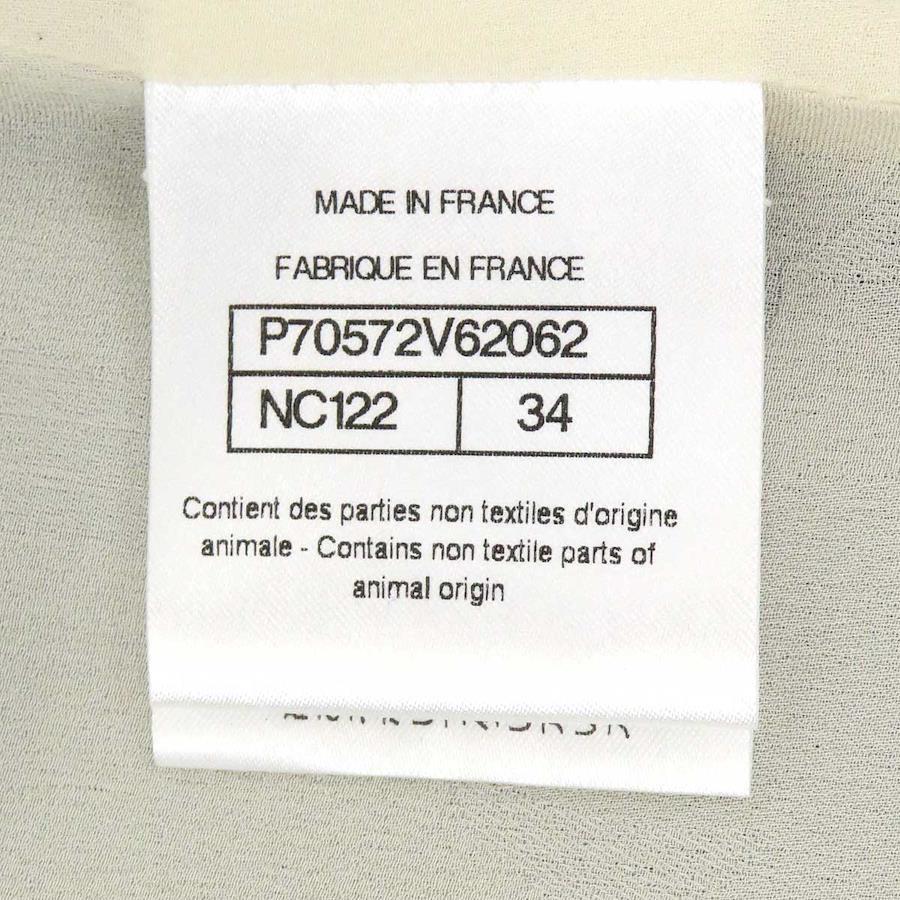 MADE IN FRANCE
FABRIQUE EN FRANCE
P70572V62062
NC122 34
Contient des parties non textiles d'origine
animale - Contains non textile parts of
animal origin